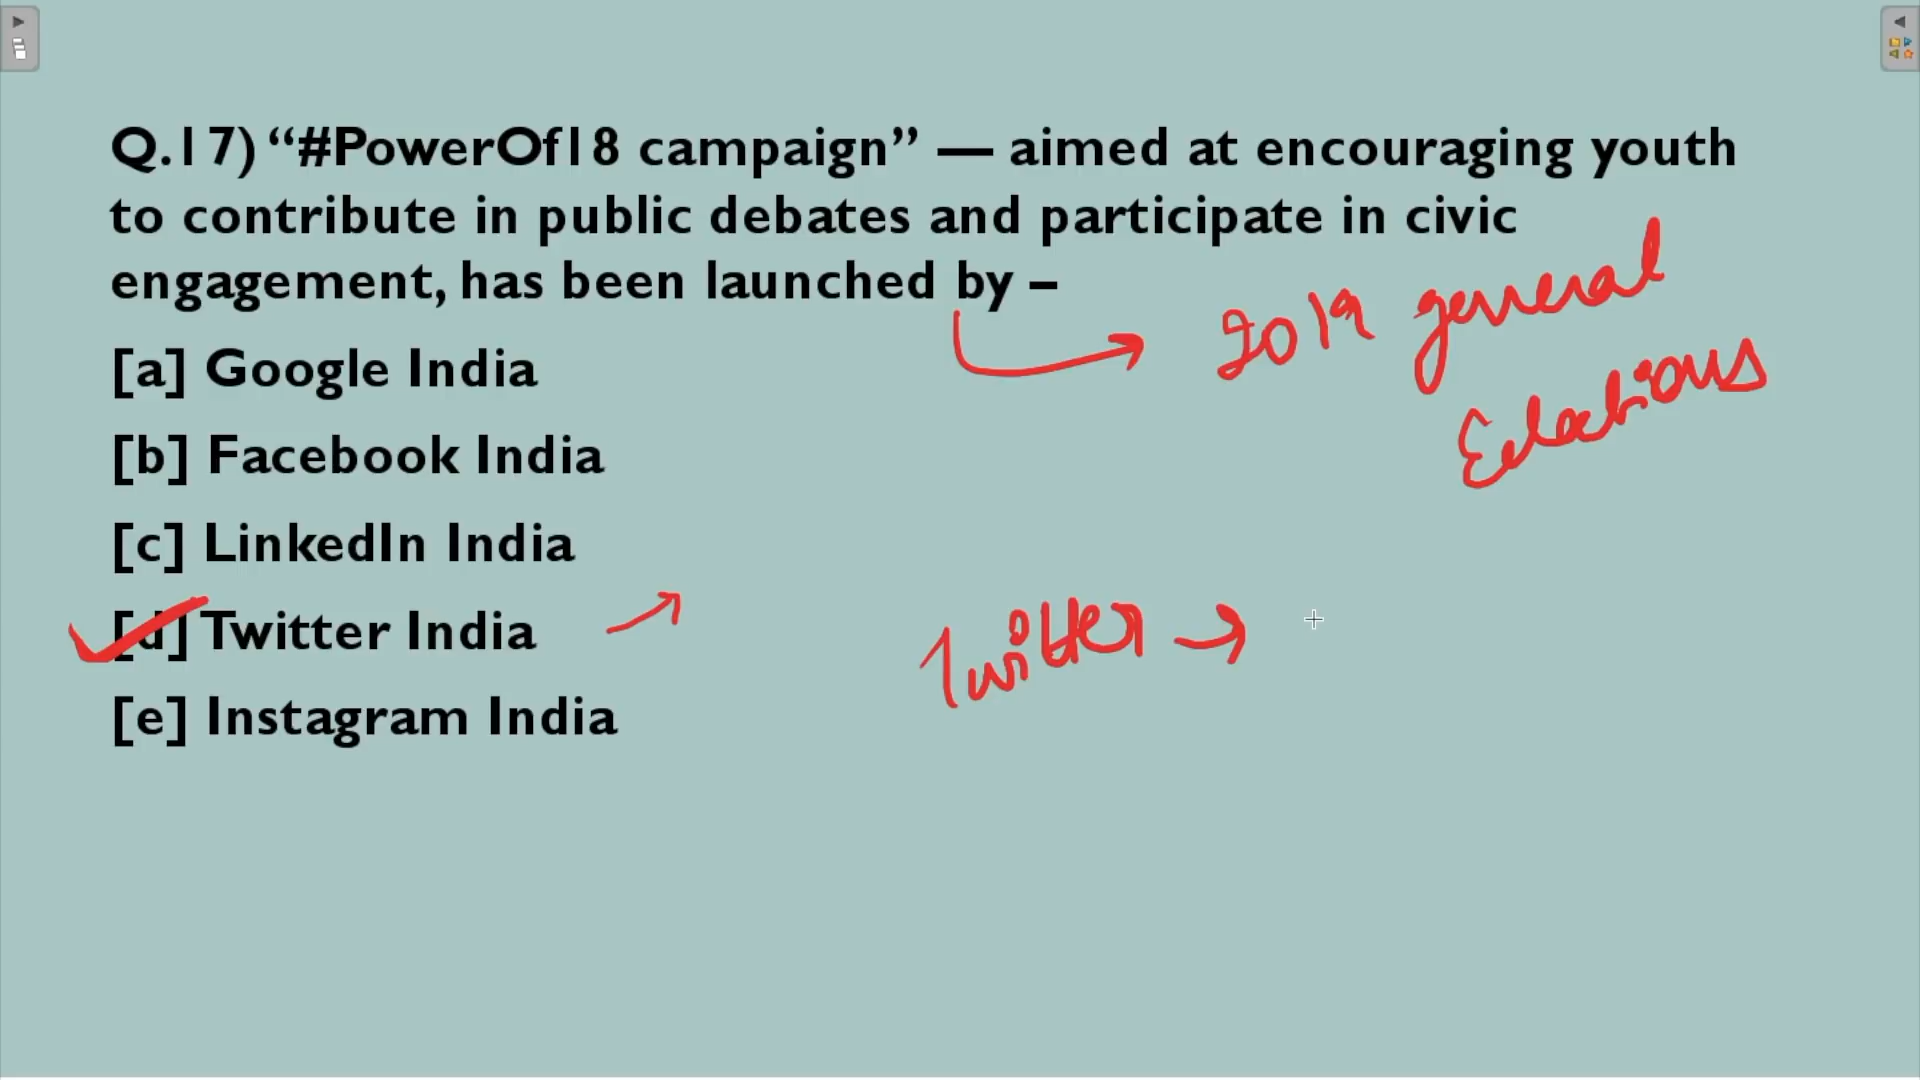 Q.17) “#PowerOf18 campaign” — aimed at encouraging youth
to contribute in public debates and participate in civic
engagement, has been launched by –
2019 general
Eelections
[a] Google India
[b] Facebook India
[c] LinkedIn India
[d] Twitter India
Twitter
[e] Instagram India